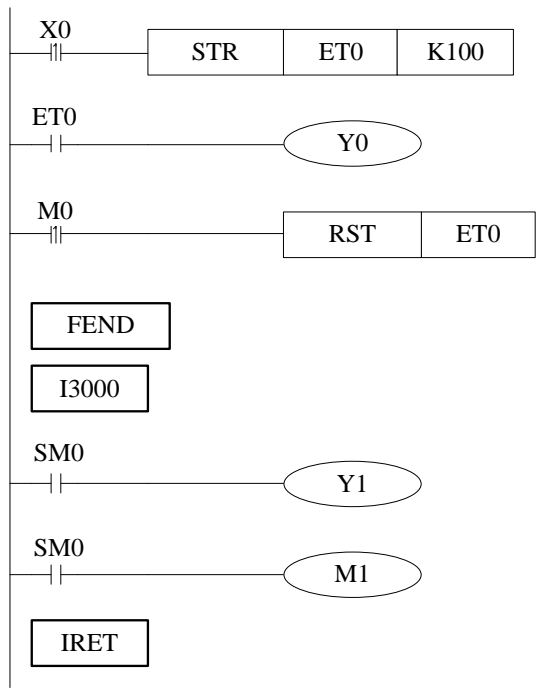 X0
STR ET0 K100
ET0
Y0
M0
RST ET0
FEND
I3000
SM0
Y1
SM0
M1
IRET